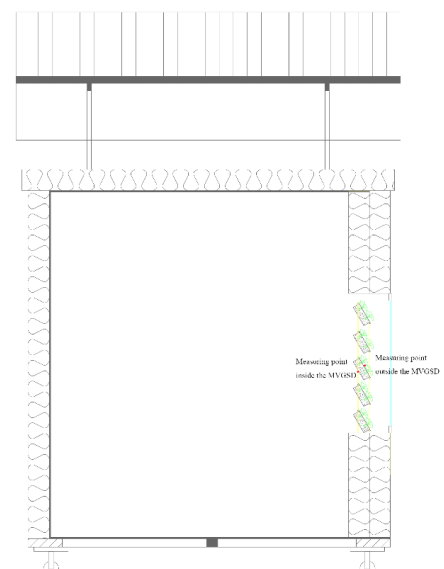 Measuring point
inside the MVGSD
Measuring point
outside the MVGSD